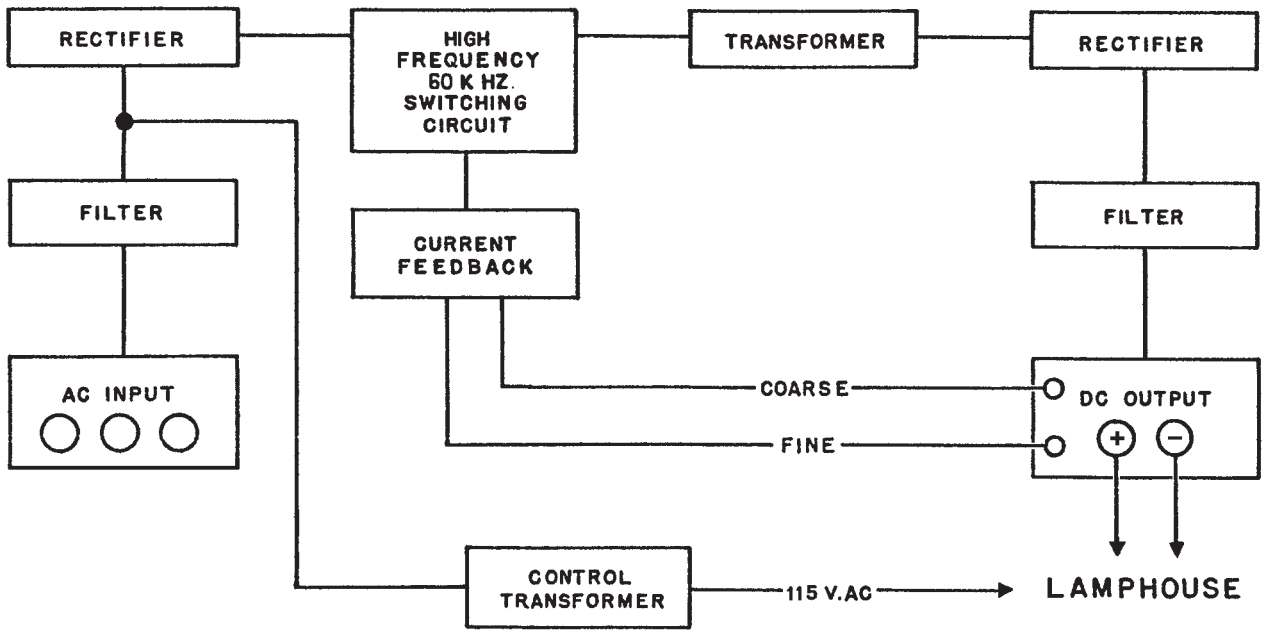 RECTIFIER
HIGH
FREQUENCY
60 K HZ.
SWITCHING
CIRCUIT
TRANSFORMER
RECTIFIER
FILTER
FILTER
CURRENT
FEEDBACK
AC INPUT
COARSE
DC OUTPUT
FINE
+ −
CONTROL
TRANSFORMER
115 V.AC
LAMPHOUSE